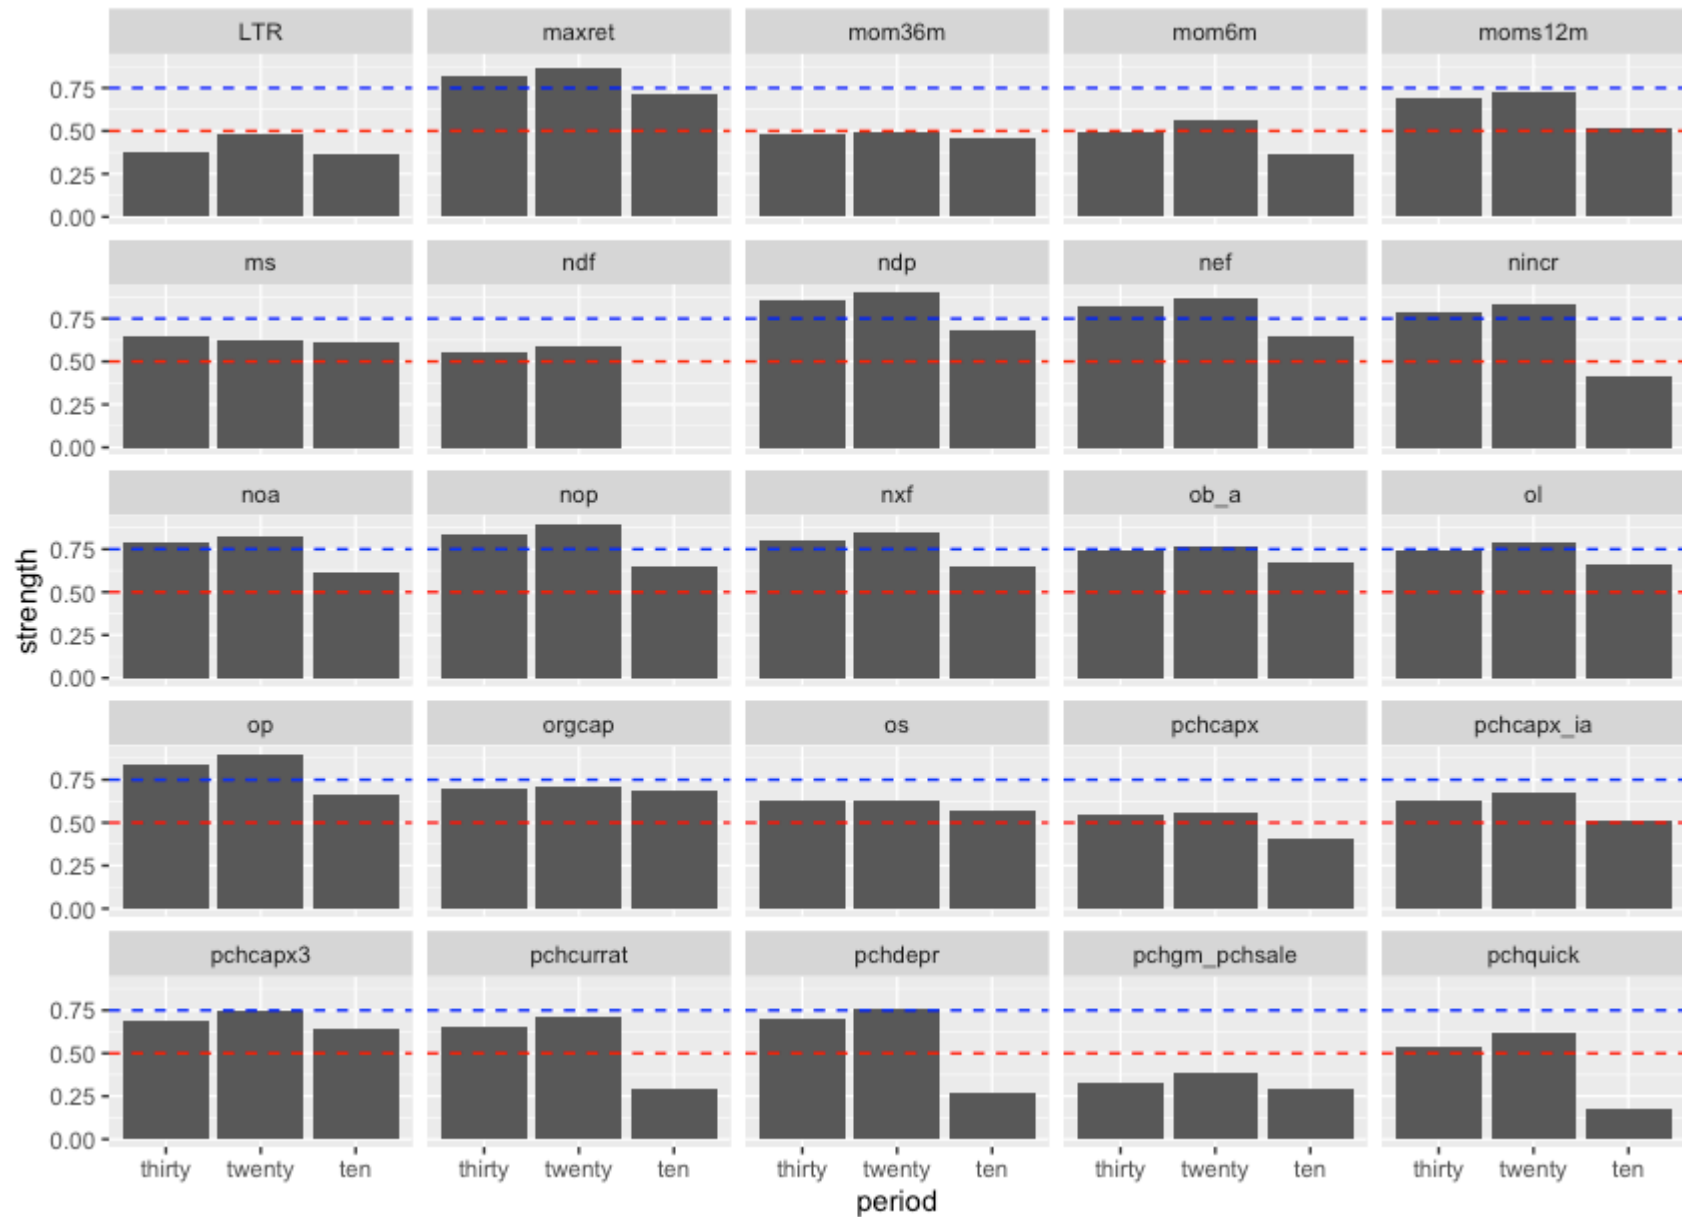 LTR maxret mom36m mom6m moms12m
0.75
0.50
0.25
0.00
ms ndf ndp nef nincr
0.75
0.50
0.25
0.00
noa nop nxf ob_a ol
0.75
0.50
0.25
0.00
strength
op orgcap os pchcapx pchcapx_ia
0.75
0.50
0.25
0.00
pchcapx3 pchcurrat pchdepr pchgm_pchsale pchquick
0.75
0.50
0.25
0.00
thirty twenty ten thirty twenty ten thirty twenty ten thirty twenty ten thirty twenty ten
period